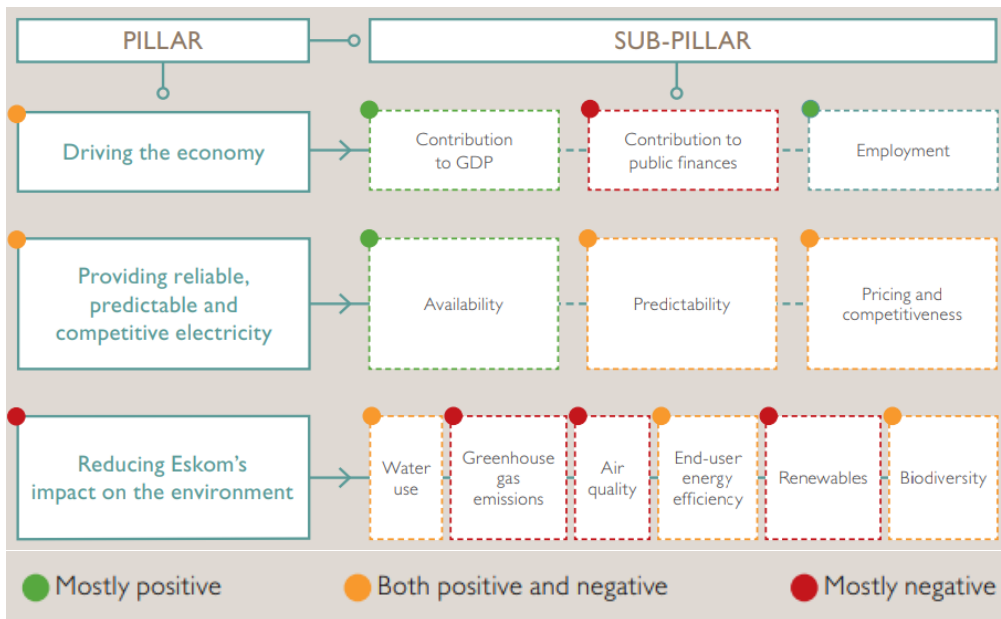 PILLAR
SUB-PILLAR
Driving the economy
Contribution
to GDP
Contribution to
public finances
Employment
Providing reliable,
predictable and
competitive electricity
Availability
Predictability
Pricing and
competitiveness
Reducing Eskom's
impact on the environment
Water
use
Greenhouse
gas
emissions
Air
quality
End-user
energy
efficiency
Renewables
Biodiversity
Mostly positive
Both positive and negative
Mostly negative